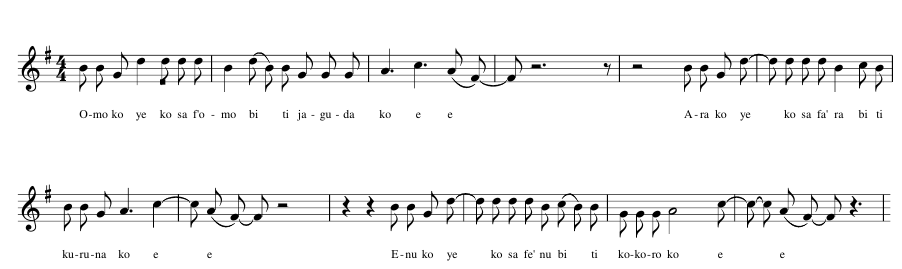 O-mo ko ye ko sa f'o - mo bi ti ja - gu - da ko e e A - ra ko ye ko sa fa' ra bi ti
ku-ru-na ko e e E - nu ko ye ko sa fe' nu bi ti ko-ko-ro ko e e